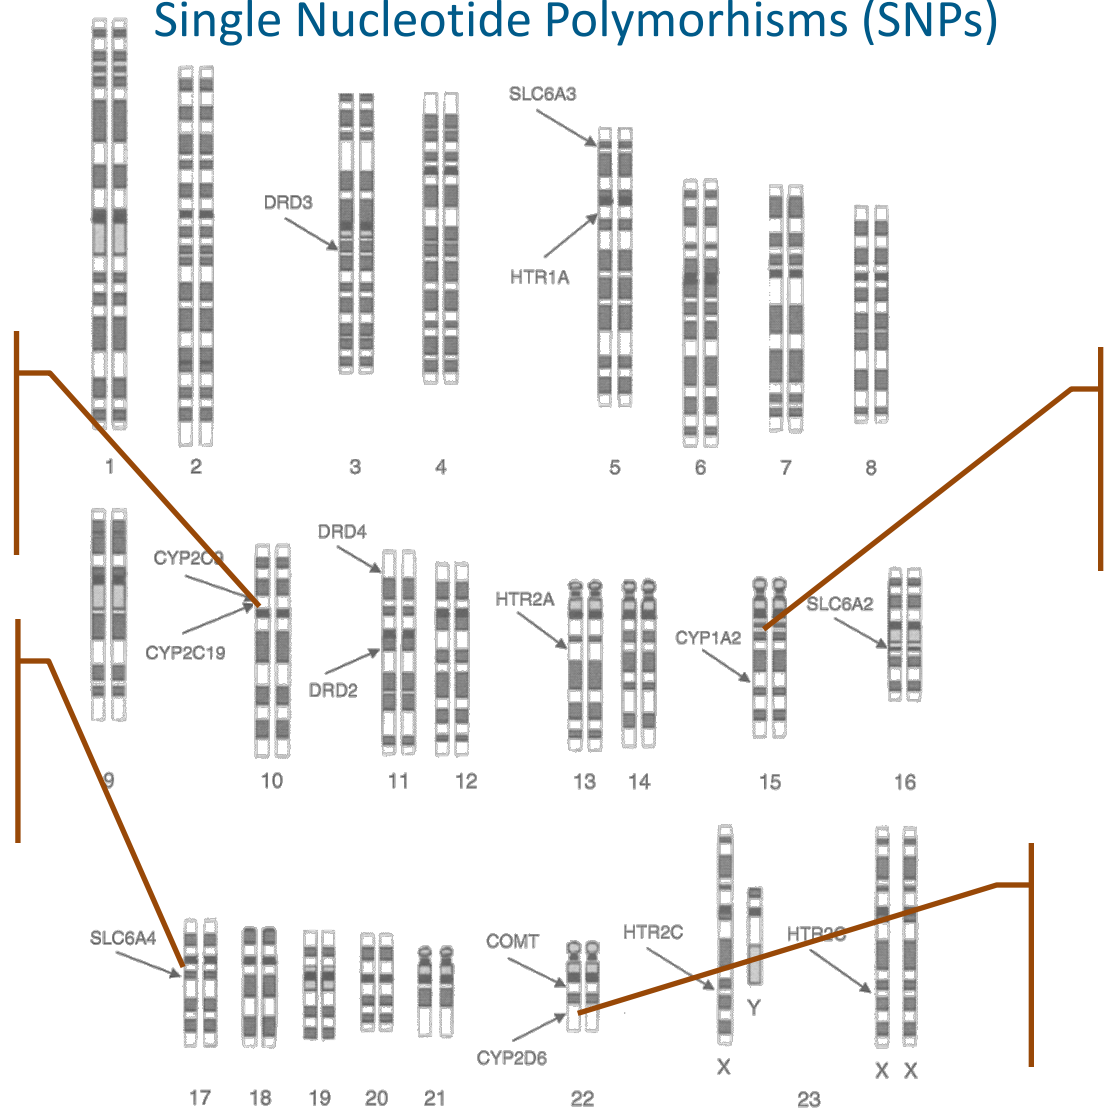 Single Nucleotide Polymorhisms (SNPs)
SLC6A3
DRD3
HTR1A
1
2
3
4
5
6
7
8
CYP2C9
CYP2C19
DRD4
DRD2
HTR2A
CYP1A2
SLC6A2
9
10
11
12
13
14
15
16
SLC6A4
COMT
CYP2D6
HTR2C
HTR2C
Y
X
X
X
17
18
19
20
21
22
23